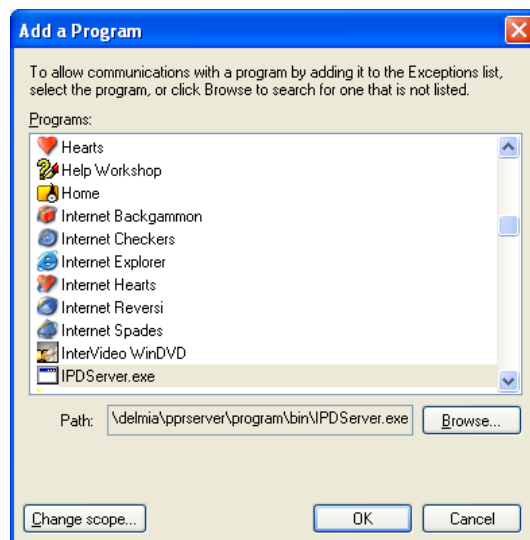 Add a Program
To allow communications with a program by adding it to the Exceptions list,
select the program, or click Browse to search for one that is not listed.
Programs:
Hearts
Help Workshop
Home
Internet Backgammon
Internet Checkers
Internet Explorer
Internet Hearts
Internet Reversi
Internet Spades
InterVideo WinDVD
IPDServer.exe
Path: \delmia\pprserver\program\bin\IPDServer.exe Browse...
Change scope... OK Cancel